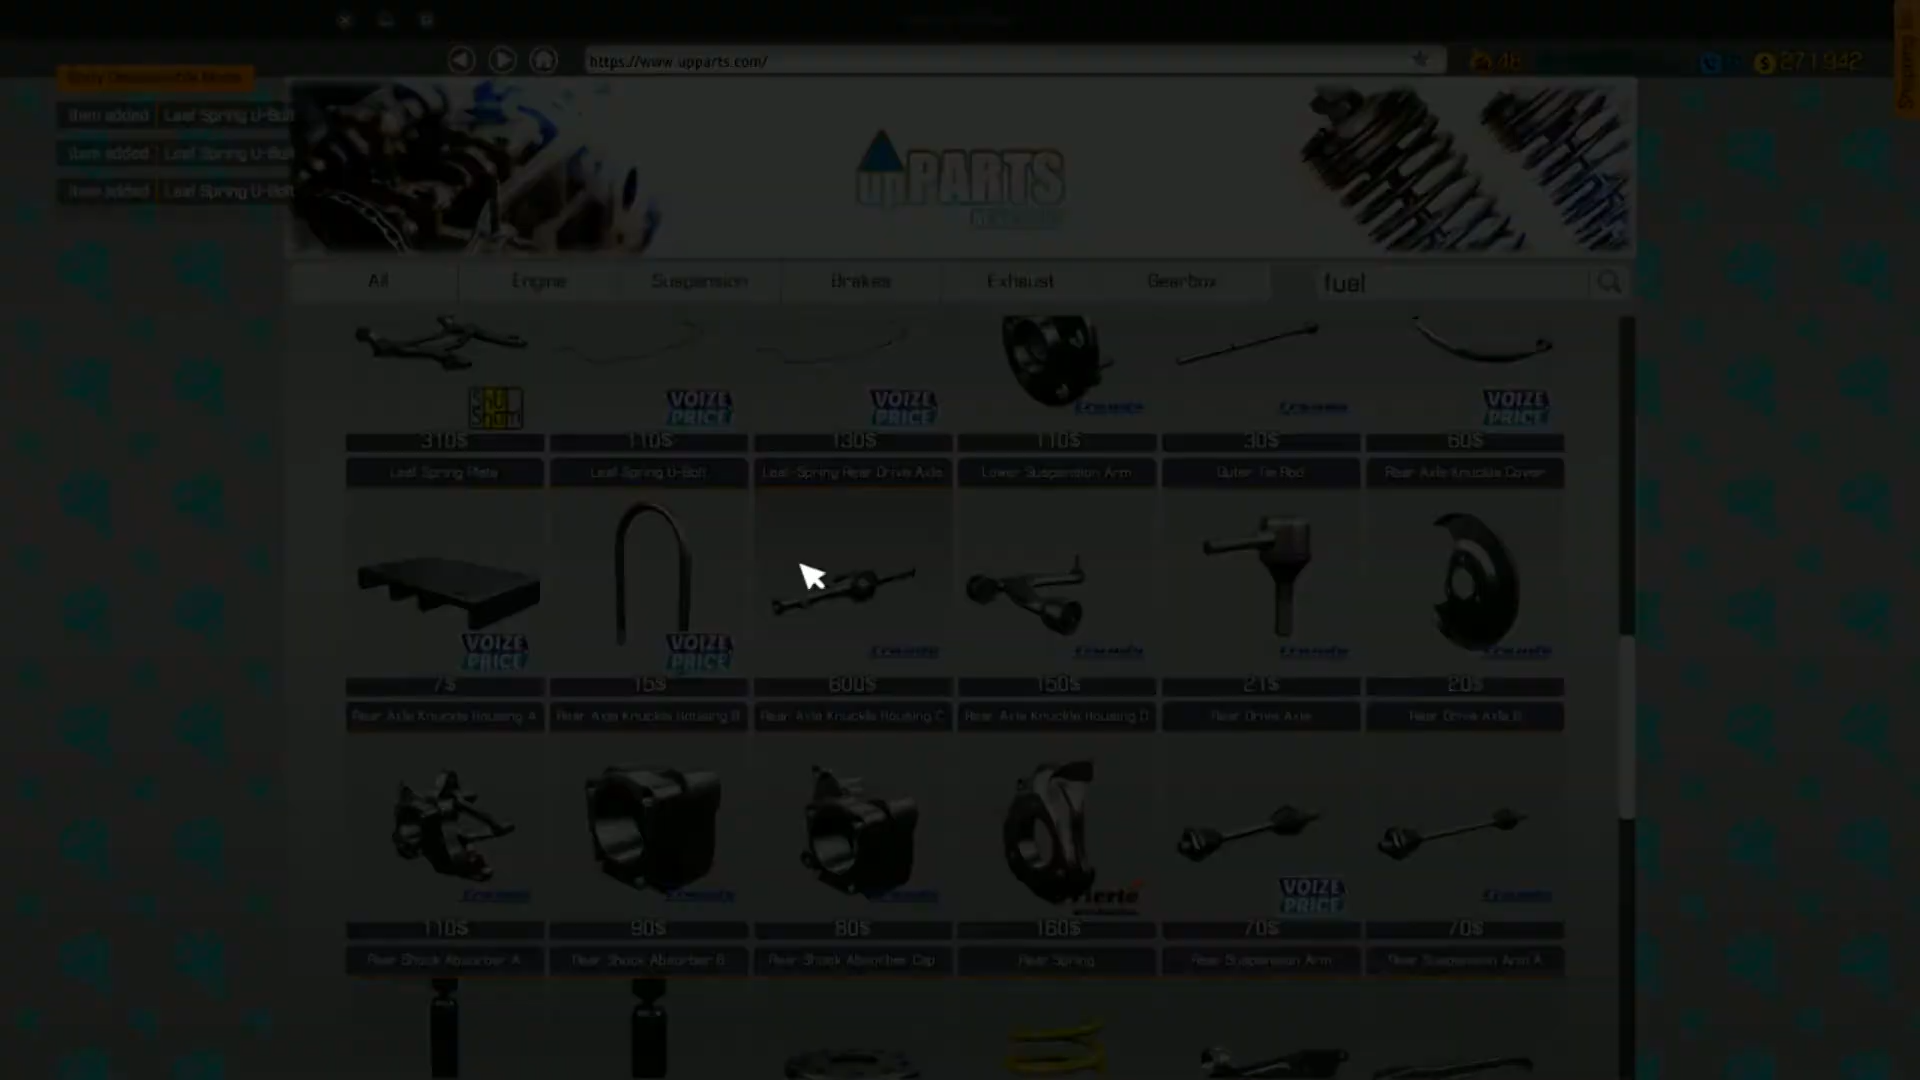 https://www.upparts.com/
48
271,942
Item added | Leaf Spring U-Bolt
Item added | Leaf Spring U-Bolt
Item added | Leaf Spring U-Bolt
upPARTS
All
Engine
Suspension
Brakes
Exhaust
Gearbox
fuel
VOIZE PRICE
VOIZE PRICE
VOIZE PRICE
310$
110$
130$
110$
30$
60$
Leaf Spring Plate
Leaf Spring U-Bolt
Leaf-Spring Rear Drive Axle
Lower Suspension Arm
Outer Tie Rod
Rear Axle Knuckle Cover
VOIZE PRICE
VOIZE PRICE
7$
15$
600$
150$
21$
20$
Rear Axle Knuckle Housing A
Rear Axle Knuckle Housing B
Rear Axle Knuckle Housing C
Rear Axle Knuckle Housing D
Rear Drive Axle
Rear Drive Axle B
VOIZE PRICE
110$
90$
80$
160$
70$
70$
Rear Shock Absorber A
Rear Shock Absorber B
Rear Shock Absorber Cap
Rear Spring
Rear Suspension Arm
Rear Suspension Arm A